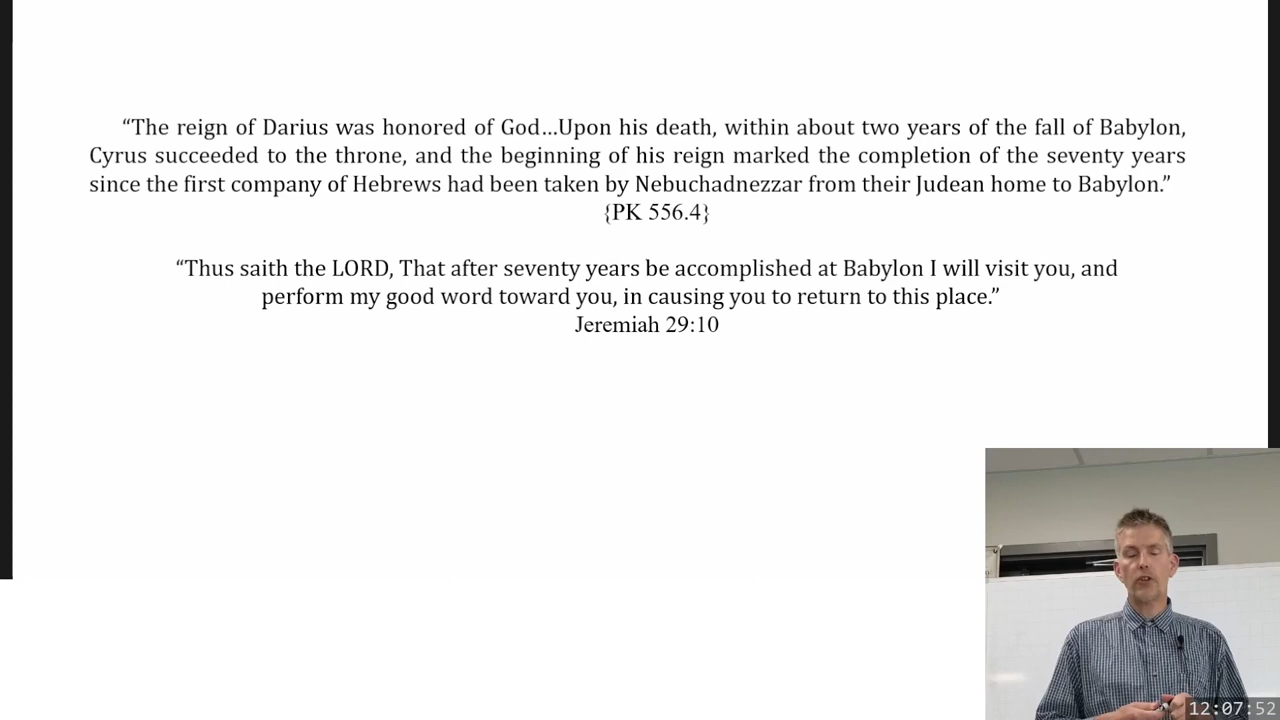 “The reign of Darius was honored of God…Upon his death, within about two years of the fall of Babylon,
Cyrus succeeded to the throne, and the beginning of his reign marked the completion of the seventy years
since the first company of Hebrews had been taken by Nebuchadnezzar from their Judean home to Babylon.”
{PK 556.4}
“Thus saith the LORD, That after seventy years be accomplished at Babylon I will visit you, and
perform my good word toward you, in causing you to return to this place.”
Jeremiah 29:10
12:07:52